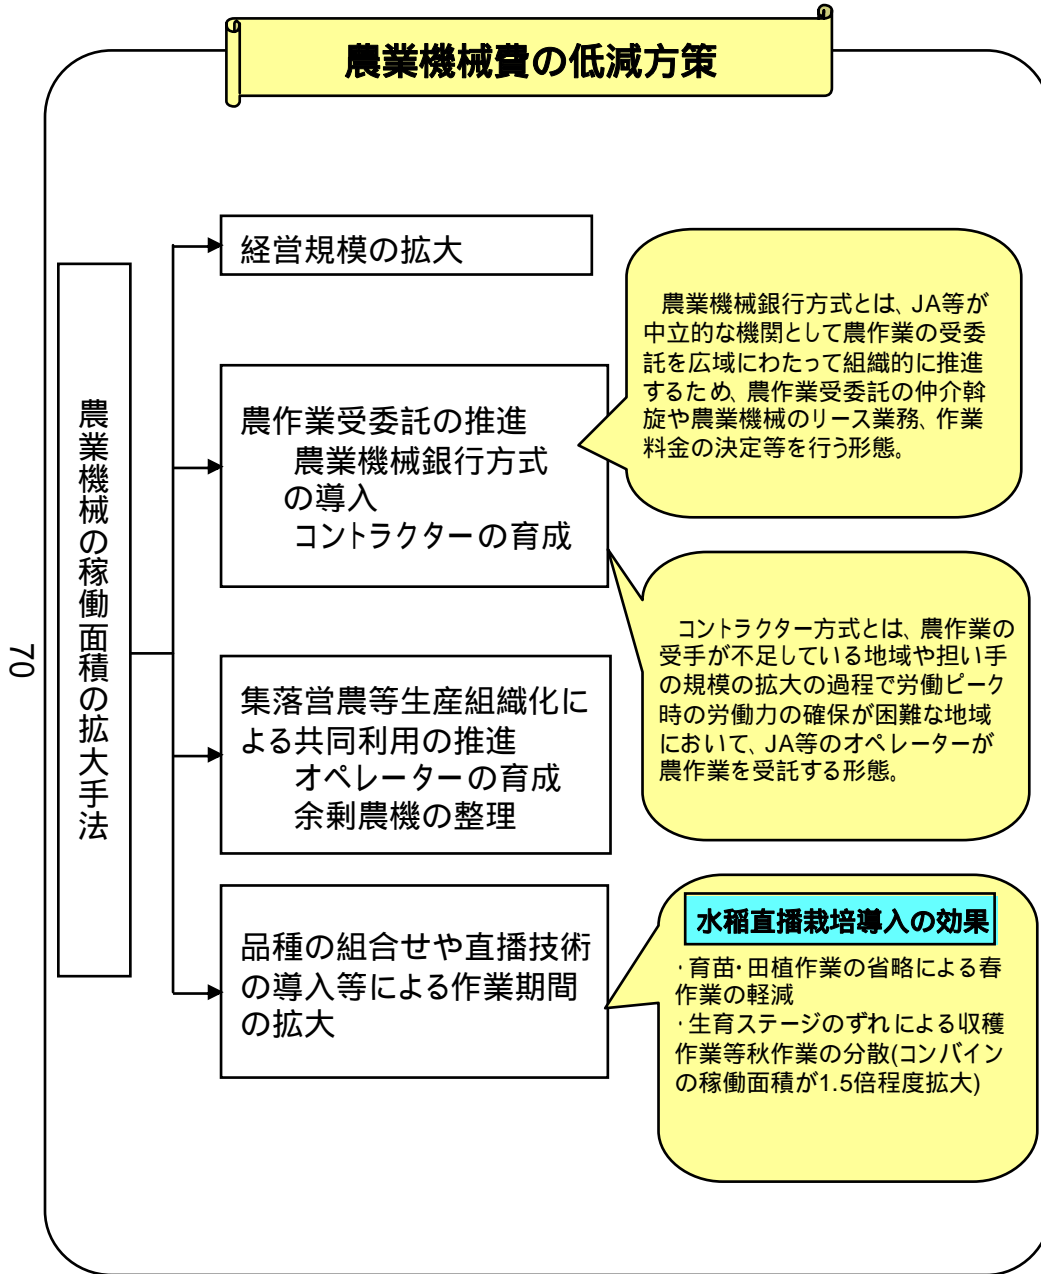 農業機械費の低減方策
農業機械の稼働面積の拡大手法
経営規模の拡大
農作業受委託の推進
農業機械銀行方式
の導入
コントラクターの育成
集落営農等生産組織化に
よる共同利用の推進
オペレーターの育成
余剰農機の整理
品種の組合せや直播技術
の導入等による作業期間
の拡大
農業機械銀行方式とは、JA等が
中立的な機関として農作業の受委
託を広域にわたって組織的に推進
するため、農作業受委託の仲介斡
旋や農業機械のリース業務、作業
料金の決定等を行う形態。
コントラクター方式とは、農作業の
受手が不足している地域や担い手
の規模の拡大の過程で労働ピーク
時の労働力の確保が困難な地域
において、JA等のオペレーターが
農作業を受託する形態。
水稲直播栽培導入の効果
・育苗・田植作業の省略による春
作業の軽減
・生育ステージのずれによる収穫
作業等秋作業の分散(コンバイン
の稼働面積が1.5倍程度拡大)
70